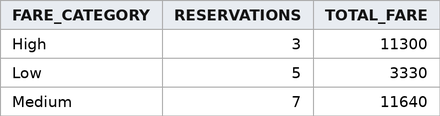 FARE_CATEGORY RESERVATIONS TOTAL_FARE
High 3 11300
Low 5 3330
Medium 7 11640